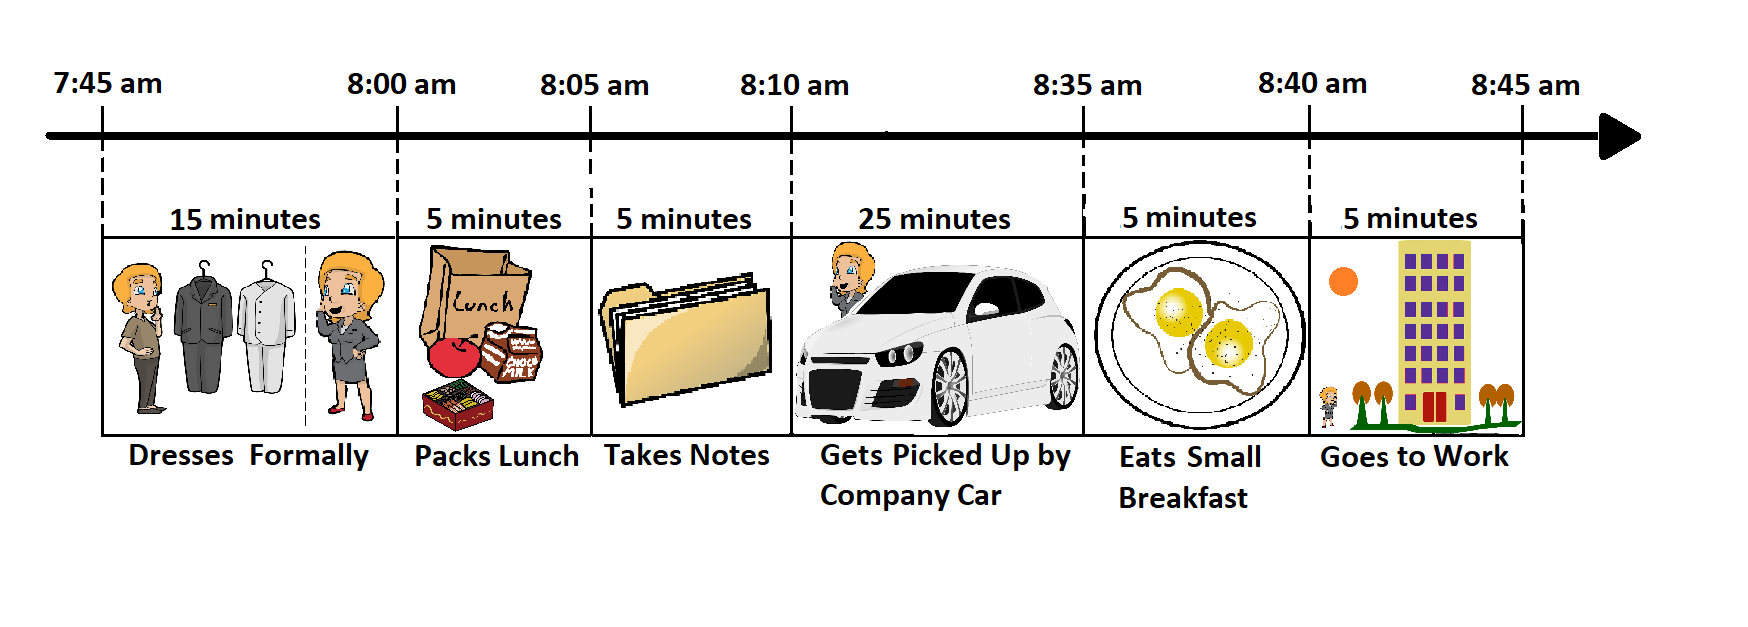 7:45 am 8:00 am 8:05 am 8:10 am 8:35 am 8:40 am 8:45 am
15 minutes 5 minutes 5 minutes 25 minutes 5 minutes 5 minutes
Lunch
CHOCO
MILK
Dresses Formally Packs Lunch Takes Notes Gets Picked Up by Eats Small Goes to Work
Company Car Breakfast